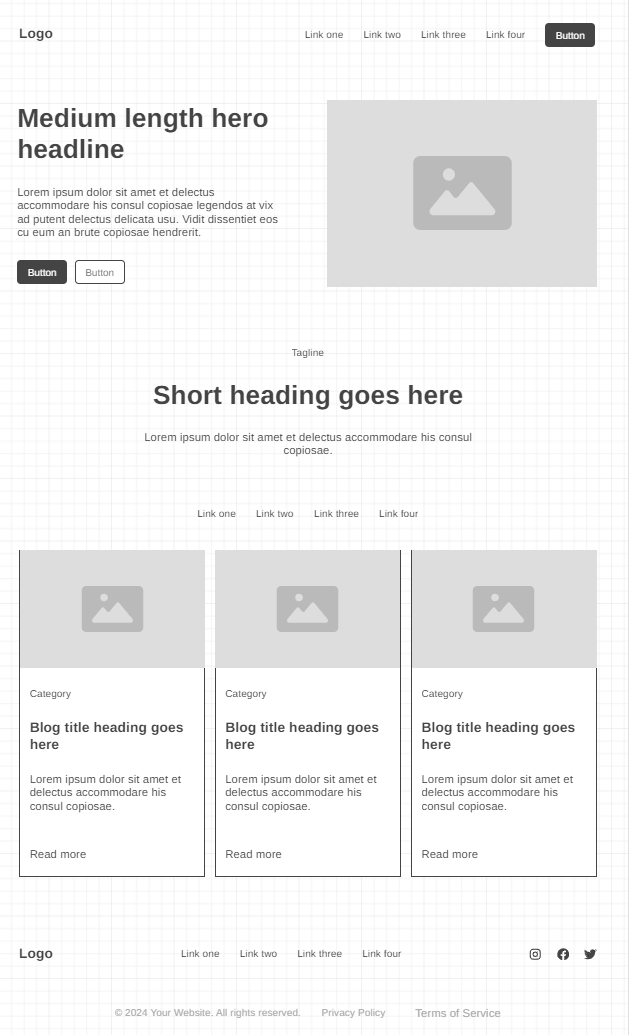 Logo
Link one Link two Link three Link four Button
Medium length hero
headline
Lorem ipsum dolor sit amet et delectus
accommodare his consul copiosae legendos at vix
ad putent delectus delicata usu. Vidit dissentiet eos
cu eum an brute copiosae hendrerit.
Button Button
Tagline
Short heading goes here
Lorem ipsum dolor sit amet et delectus accommodare his consul
copiosae.
Link one Link two Link three Link four
Category
Blog title heading goes
here
Lorem ipsum dolor sit amet et
delectus accommodare his
consul copiosae.
Read more
Category
Blog title heading goes
here
Lorem ipsum dolor sit amet et
delectus accommodare his
consul copiosae.
Read more
Category
Blog title heading goes
here
Lorem ipsum dolor sit amet et
delectus accommodare his
consul copiosae.
Read more
Logo
Link one Link two Link three Link four
© 2024 Your Website. All rights reserved. Privacy Policy Terms of Service